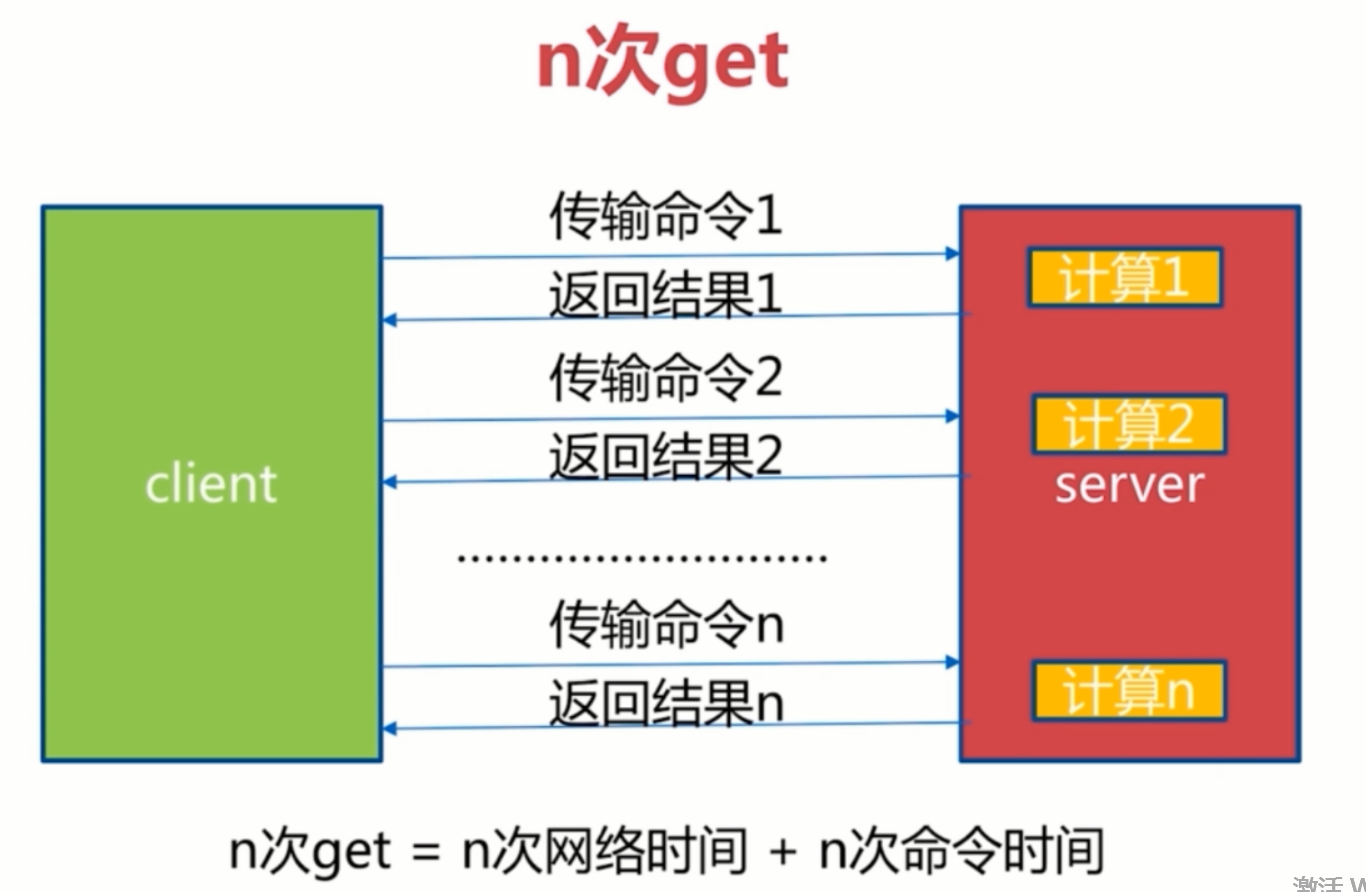 n次get
传输命令1
计算1
返回结果1
传输命令2
计算2
返回结果2
client
server
...........................
传输命令n
计算n
返回结果n
n次get = n次网络时间 + n次命令时间
激活 W